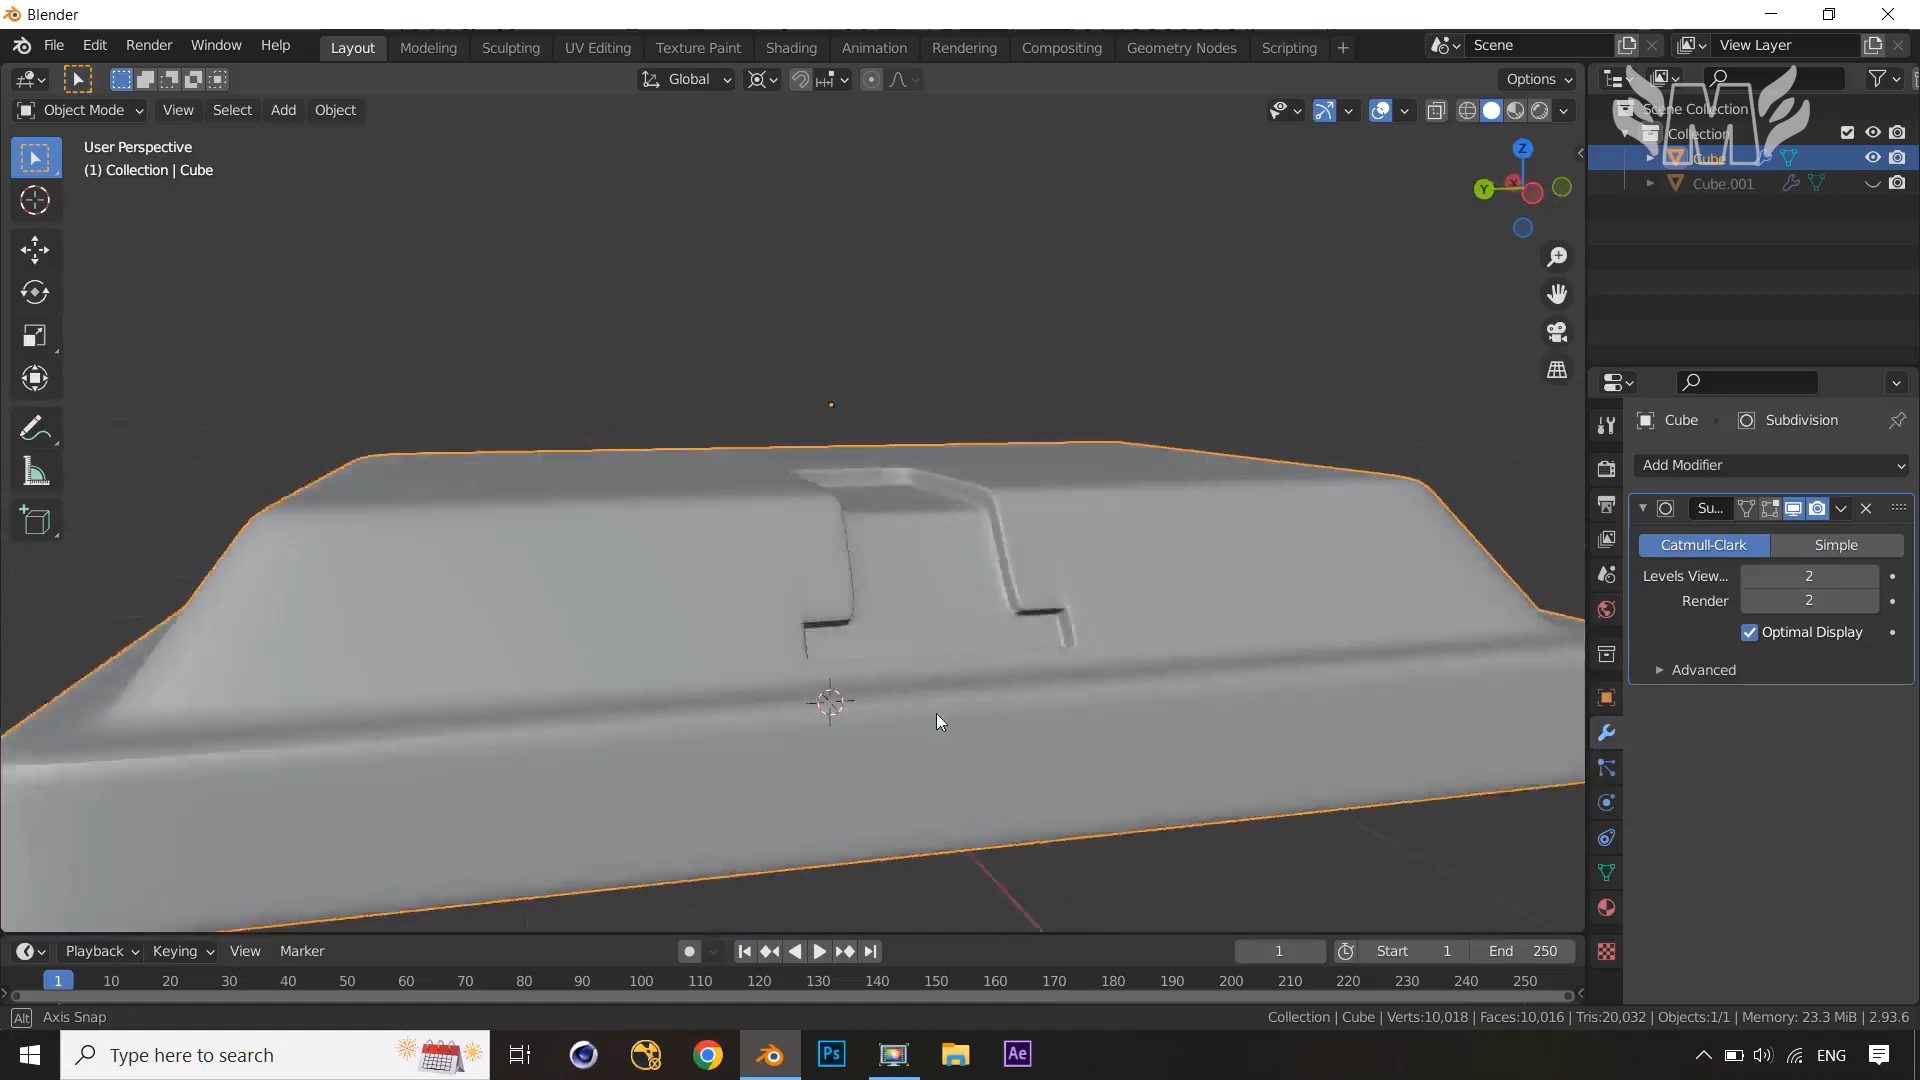 Blender
File Edit Render Window Help
Layout Modeling Sculpting UV Editing Texture Paint Shading Animation Rendering Compositing Geometry Nodes Scripting +
Scene
View Layer
Global
Options
Object Mode View Select Add Object
User Perspective
(1) Collection | Cube
Z
Y
X
Scene Collection
Collection
Cube
Cube.001
Cube Subdivision
Add Modifier
Su...
Catmull-Clark Simple
Levels View... 2
Render 2
Optimal Display
Advanced
Playback Keying View Marker
1 Start 1 End 250
1 10 20 30 40 50 60 70 80 90 100 110 120 130 140 150 160 170 180 190 200 210 220 230 240 250
Alt Axis Snap
Collection | Cube | Verts:10,018 | Faces:10,016 | Tris:20,032 | Objects:1/1 | Memory: 23.3 MiB | 2.93.6
Type here to search
Ps
Ae
ENG